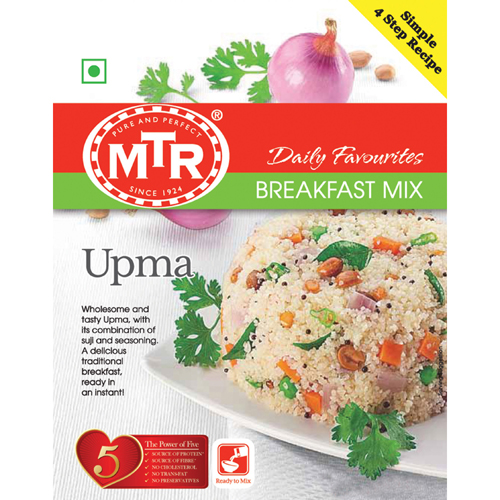 Simple
4 Step Recipe
PURE AND PERFECT
MTR®
SINCE 1924
Daily Favourites
BREAKFAST MIX
Upma
Wholesome and
tasty Upma, with
its combination of
suji and seasoning.
A delicious
traditional
breakfast,
ready in
an instant!
5
The Power of Five
✓ SOURCE OF PROTEIN*
✓ SOURCE OF FIBRE*
✓ NO CHOLESTEROL
✓ NO TRANS-FAT
✓ NO PRESERVATIVES
Ready to Mix